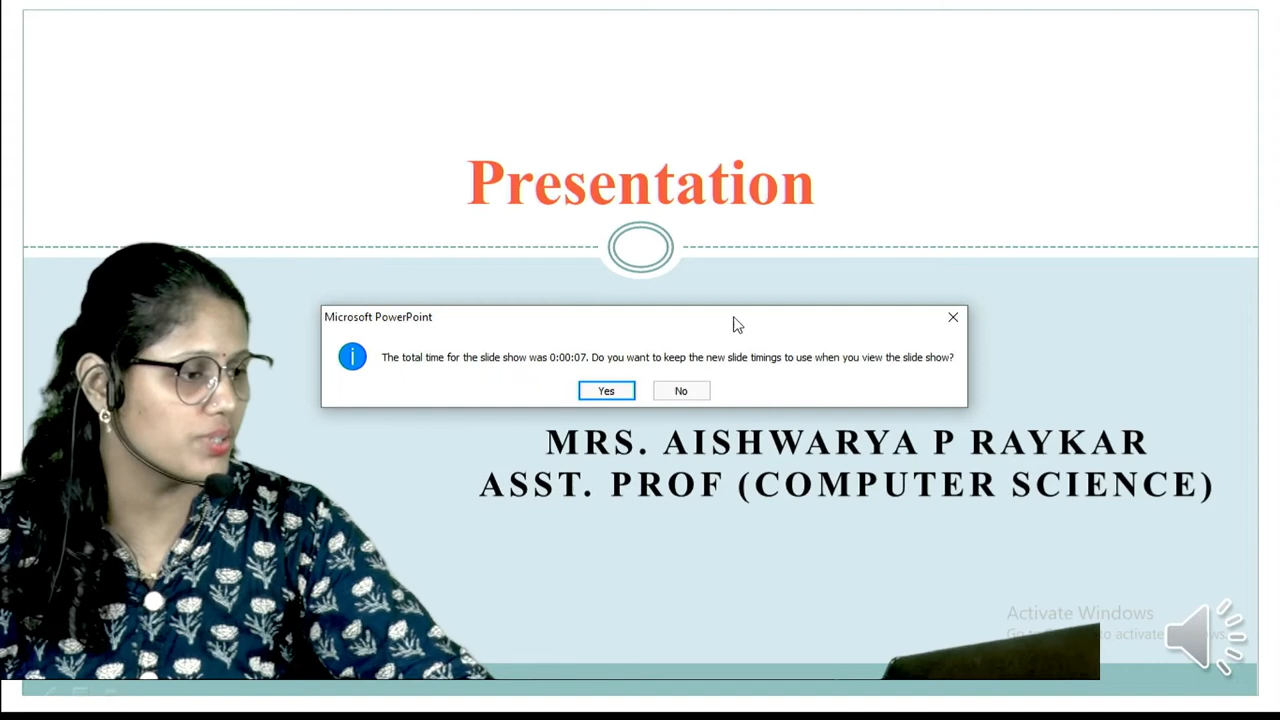 Presentation
Microsoft PowerPoint
The total time for the slide show was 0:00:07. Do you want to keep the new slide timings to use when you view the slide show?
Yes
No
MRS. AISHWARYA P RAYKAR
ASST. PROF (COMPUTER SCIENCE)
Activate Windows
to activate